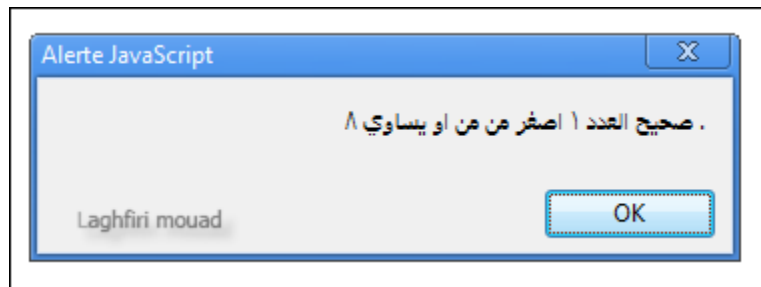 Alerte JavaScript
. صحيح العدد ١ اصغر من من او يساوي ٨
OK
Laghfiri mouad